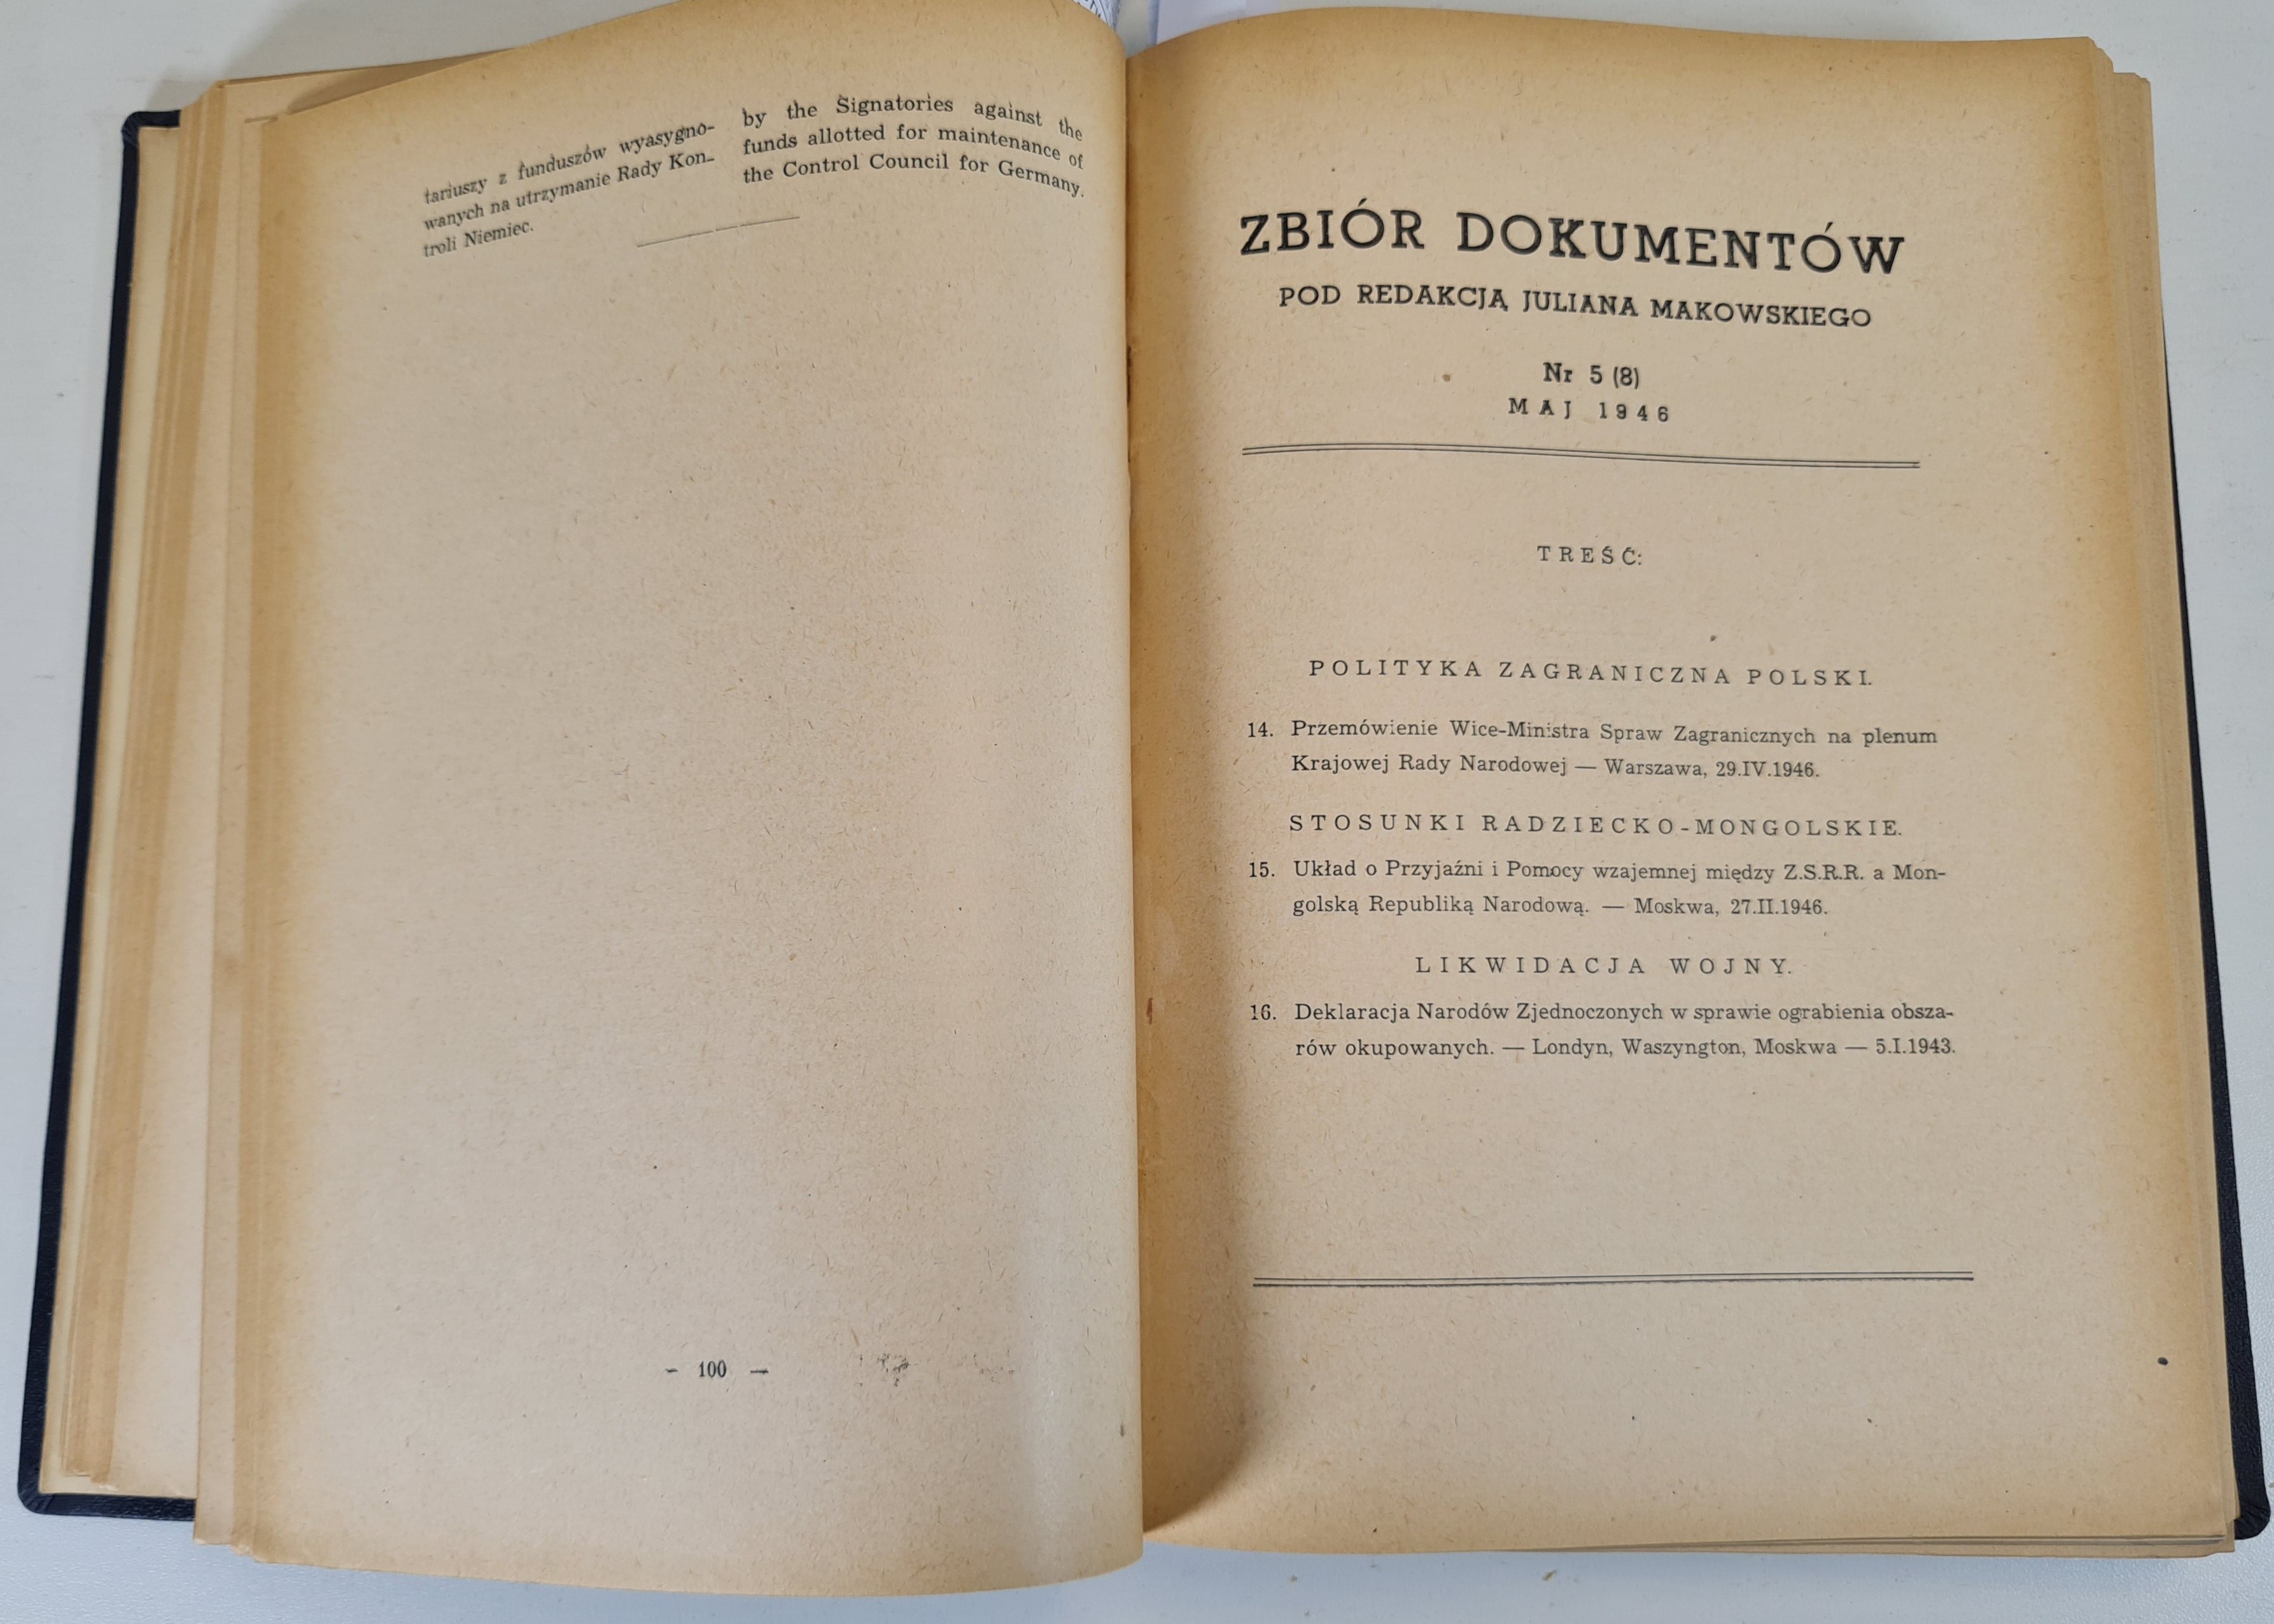 tariuszy z funduszów wyasygno-
wanych na utrzymanie Rady Kon-
troli Niemiec.
by the Signatories against the
funds allotted for maintenance of
the Control Council for Germany.
— 100 —
ZBIÓR DOKUMENTÓW
POD REDAKCJĄ JULIANA MAKOWSKIEGO
Nr 5 (8)
MAJ 1946
TREŚĆ:
POLITYKA ZAGRANICZNA POLSKI.
14. Przemówienie Wice-Ministra Spraw Zagranicznych na plenum
Krajowej Rady Narodowej — Warszawa, 29.IV.1946.
STOSUNKI RADZIECKO-MONGOLSKIE.
15. Układ o Przyjaźni i Pomocy wzajemnej między Z.S.R.R. a Mon-
golską Republiką Narodową. — Moskwa, 27.II.1946.
LIKWIDACJA WOJNY.
16. Deklaracja Narodów Zjednoczonych w sprawie ograbienia obsza-
rów okupowanych. — Londyn, Waszyngton, Moskwa — 5.I.1943.